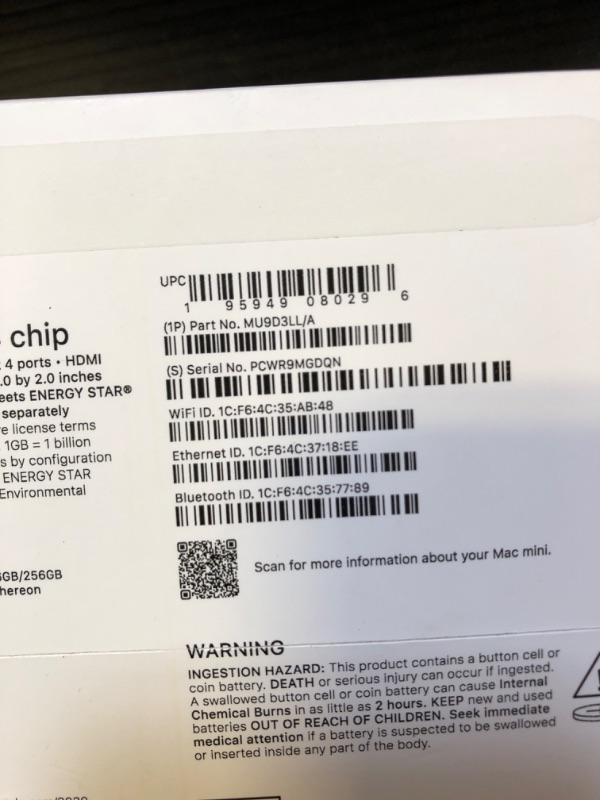 UPC
1 95949 08029 6
(1P) Part No. MU9D3LL/A
(S) Serial No. PCWR9MGDQN
WiFi ID. 1C:F6:4C:35:AB:48
Ethernet ID. 1C:F6:4C:37:18:EE
Bluetooth ID. 1C:F6:4C:35:77:89
chip
4 ports • HDMI
.0 by 2.0 inches
eets ENERGY STAR®
separately
e license terms
1GB = 1 billion
s by configuration
ENERGY STAR
Environmental
GB/256GB
hereon
Scan for more information about your Mac mini.
WARNING
INGESTION HAZARD: This product contains a button cell or
coin battery. DEATH or serious injury can occur if ingested.
A swallowed button cell or coin battery can cause Internal
Chemical Burns in as little as 2 hours. KEEP new and used
batteries OUT OF REACH OF CHILDREN. Seek immediate
medical attention if a battery is suspected to be swallowed
or inserted inside any part of the body.